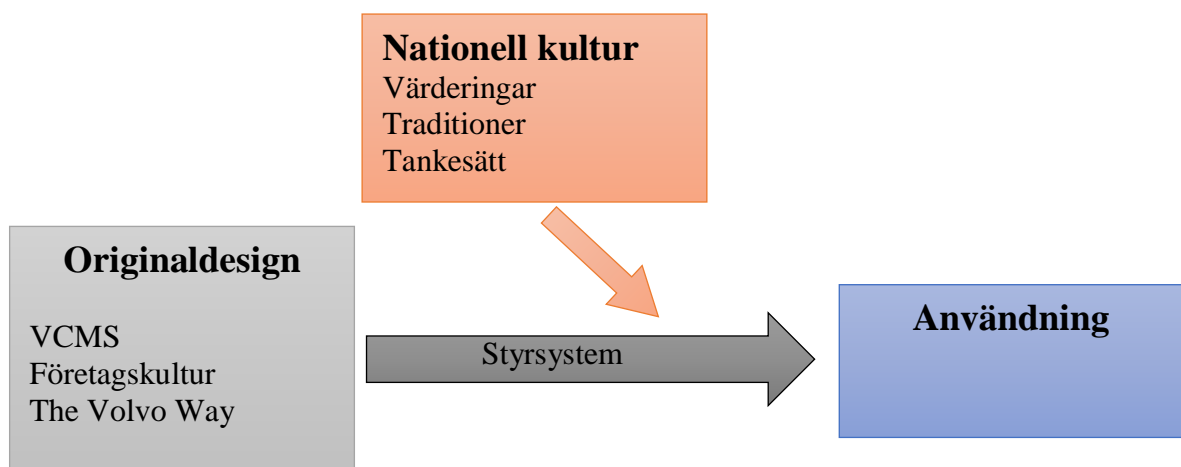 Nationell kultur
Värderingar
Traditioner
Tankesätt
Originaldesign
VCMS
Företagskultur
The Volvo Way
Styrsystem
Användning